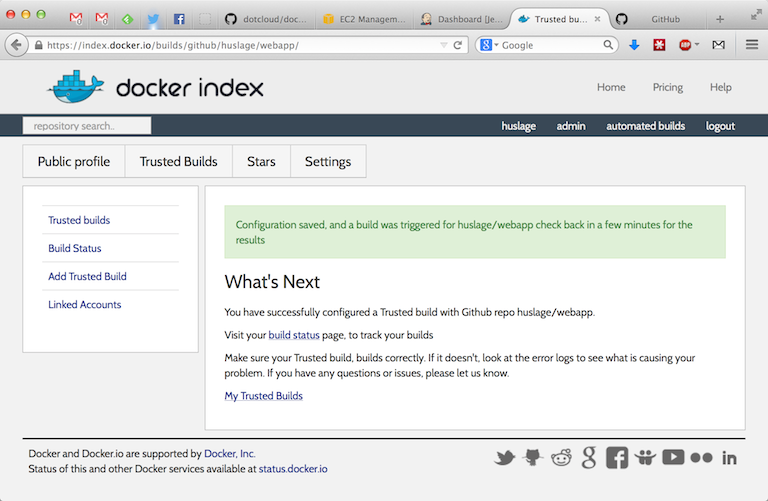 dotcloud/doc...
EC2 Managem...
Dashboard [Je...
Trusted bu...
GitHub
https://index.docker.io/builds/github/huslage/webapp/
Google
docker index
Home
Pricing
Help
repository search..
huslage
admin
automated builds
logout
Public profile
Trusted Builds
Stars
Settings
Trusted builds
Build Status
Add Trusted Build
Linked Accounts
Configuration saved, and a build was triggered for huslage/webapp check back in a few minutes for the
results
What's Next
You have successfully configured a Trusted build with Github repo huslage/webapp.
Visit your build status page, to track your builds
Make sure your Trusted build, builds correctly. If it doesn't, look at the error logs to see what is causing your
problem. If you have any questions or issues, please let us know.
My Trusted Builds
Docker and Docker.io are supported by Docker, Inc.
Status of this and other Docker services available at status.docker.io